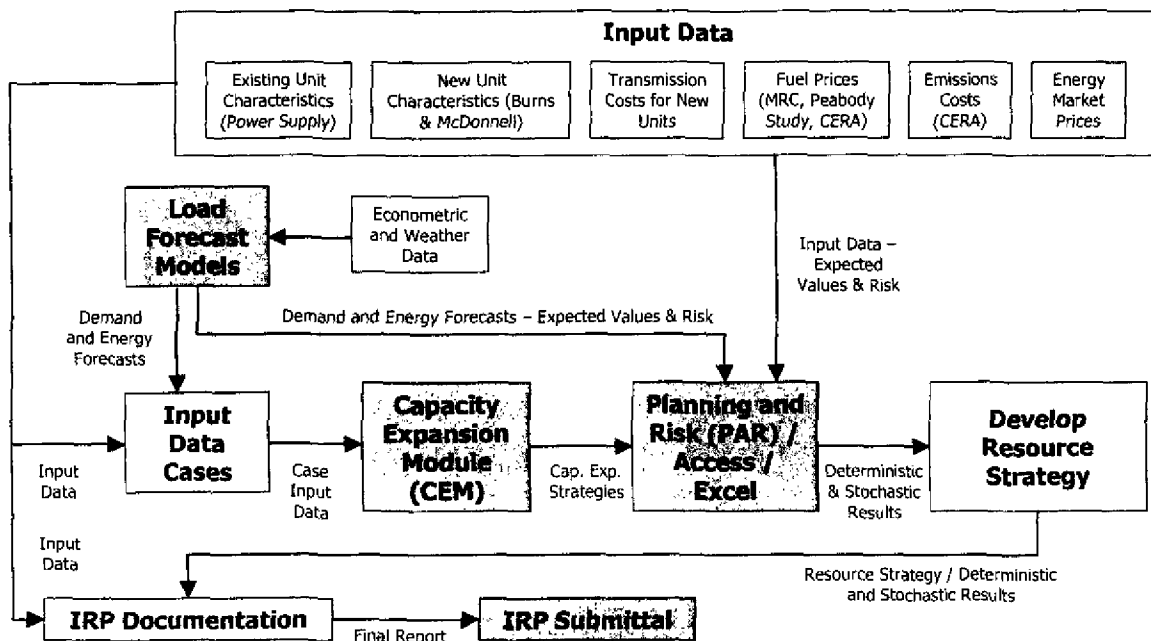 Input Data
Existing Unit
Characteristics
(Power Supply)
New Unit
Characteristics (Burns
& McDonnell)
Transmission
Costs for New
Units
Fuel Prices
(MRC, Peabody
Study, CERA)
Emissions
Costs
(CERA)
Energy
Market
Prices
Load
Forecast
Models
Econometric
and Weather
Data
Input Data –
Expected
Values & Risk
Demand
and Energy
Forecasts
Demand and Energy Forecasts – Expected Values & Risk
Input
Data
Cases
Capacity
Expansion
Module
(CEM)
Planning and
Risk (PAR) /
Access /
Excel
Develop
Resource
Strategy
Input
Data
Case
Input
Data
Cap. Exp.
Strategies
Deterministic
& Stochastic
Results
Input
Data
Resource Strategy / Deterministic
and Stochastic Results
IRP Documentation
Final Report
IRP Submittal